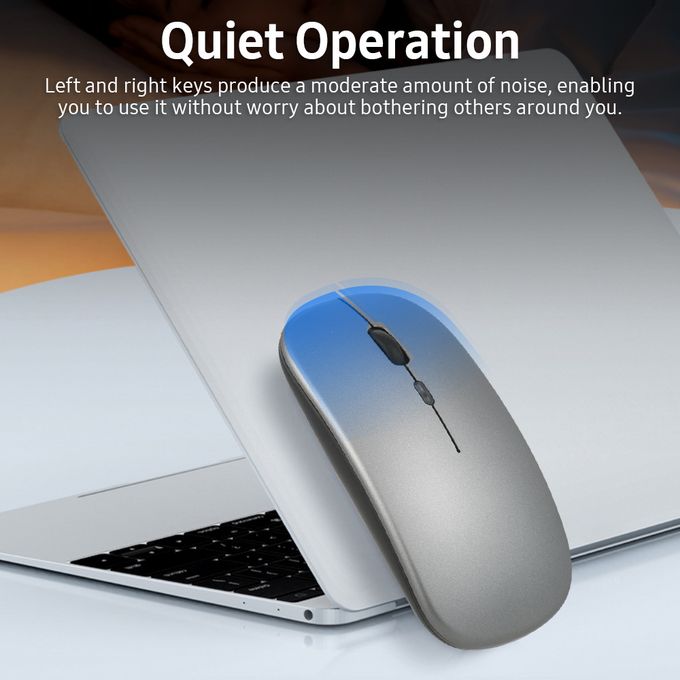 Quiet Operation
Left and right keys produce a moderate amount of noise, enabling
you to use it without worry about bothering others around you.